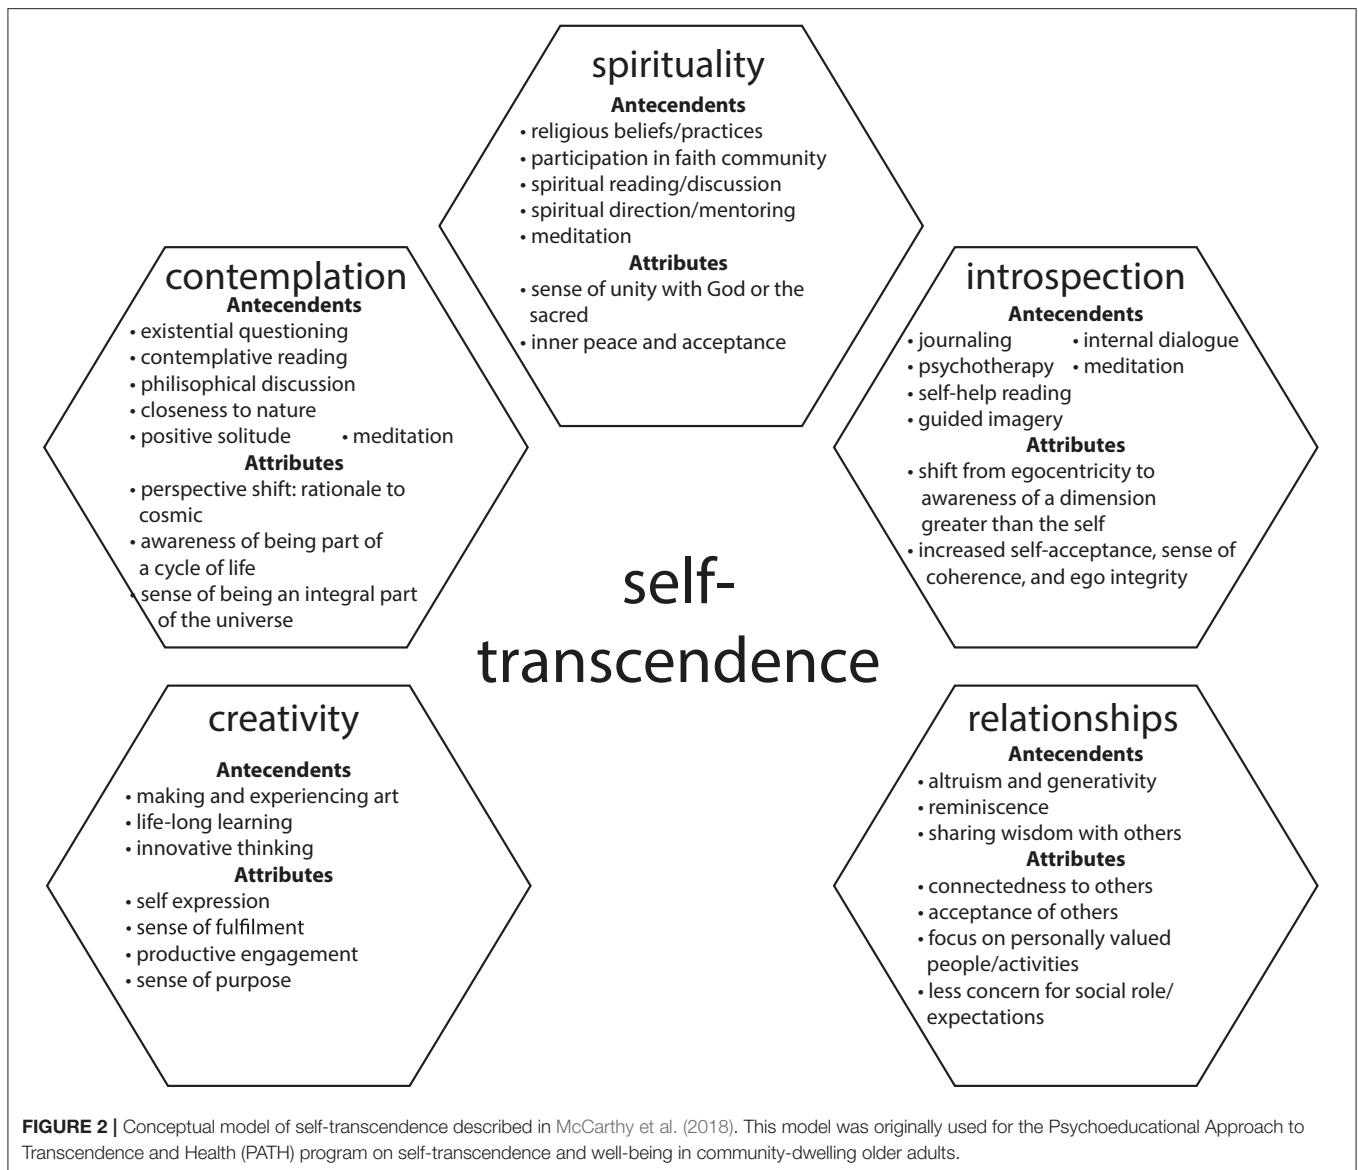 spirituality
Antecendents
• religious beliefs/practices
• participation in faith community
• spiritual reading/discussion
• spiritual direction/mentoring
• meditation
Attributes
• sense of unity with God or the
sacred
• inner peace and acceptance
contemplation
Antecendents
• existential questioning
• contemplative reading
• philisophical discussion
• closeness to nature
• positive solitude • meditation
Attributes
• perspective shift: rationale to
cosmic
• awareness of being part of
a cycle of life
• sense of being an integral part
of the universe
introspection
Antecendents
• journaling • internal dialogue
• psychotherapy • meditation
• self-help reading
• guided imagery
Attributes
• shift from egocentricity to
awareness of a dimension
greater than the self
• increased self-acceptance, sense of
coherence, and ego integrity
self-
transcendence
creativity
Antecendents
• making and experiencing art
• life-long learning
• innovative thinking
Attributes
• self expression
• sense of fulfilment
• productive engagement
• sense of purpose
relationships
Antecendents
• altruism and generativity
• reminiscence
• sharing wisdom with others
Attributes
• connectedness to others
• acceptance of others
• focus on personally valued
people/activities
• less concern for social role/
expectations
FIGURE 2 | Conceptual model of self-transcendence described in McCarthy et al. (2018). This model was originally used for the Psychoeducational Approach to
Transcendence and Health (PATH) program on self-transcendence and well-being in community-dwelling older adults.